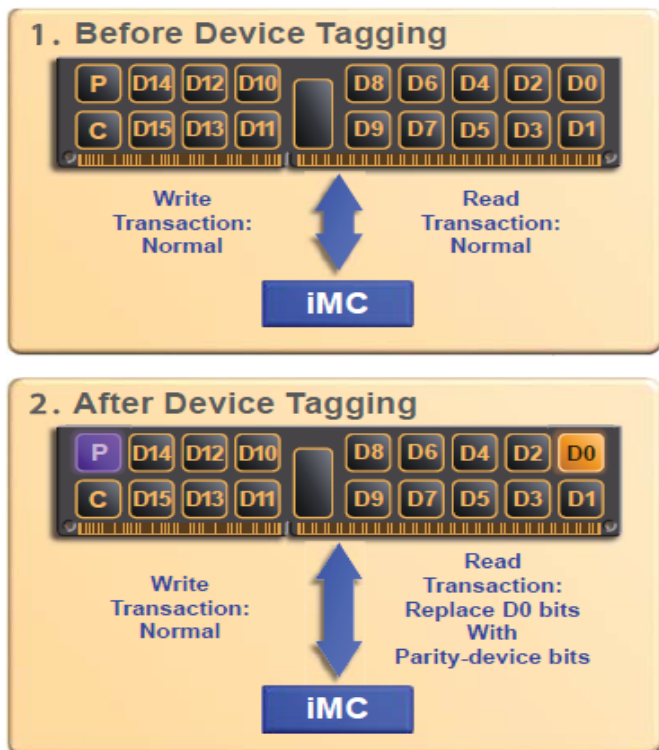 1. Before Device Tagging
P D14 D12 D10 D8 D6 D4 D2 D0
C D15 D13 D11 D9 D7 D5 D3 D1
Write
Transaction:
Normal
Read
Transaction:
Normal
iMC
2. After Device Tagging
P D14 D12 D10 D8 D6 D4 D2 D0
C D15 D13 D11 D9 D7 D5 D3 D1
Write
Transaction:
Normal
Read
Transaction:
Replace D0 bits
With
Parity-device bits
iMC